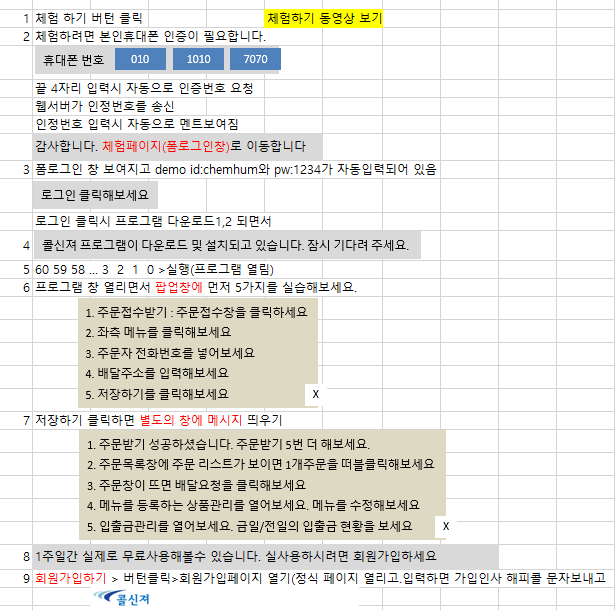 1 체험 하기 버턴 클릭 체험하기 동영상 보기
2 체험하려면 본인휴대폰 인증이 필요합니다.
휴대폰 번호 010 1010 7070
끝 4자리 입력시 자동으로 인증번호 요청
웹서버가 인정번호를 송신
인정번호 입력시 자동으로 멘트보여짐
감사합니다. 체험페이지(폼로그인창)로 이동합니다
3 폼로그인 창 보여지고 demo id:chemhum와 pw:1234가 자동입력되어 있음
로그인 클릭해보세요
로그인 클릭시 프로그램 다운로드1,2 되면서
4 콜신져 프로그램이 다운로드 및 설치되고 있습니다. 잠시 기다려 주세요.
5 60 59 58 ... 3 2 1 0 >실행(프로그램 열림)
6 프로그램 창 열리면서 팝업창에 먼저 5가지를 실습해보세요.
1. 주문접수받기 : 주문접수창을 클릭하세요
2. 좌측 메뉴를 클릭해보세요
3. 주문자 전화번호를 넣어보세요
4. 배달주소를 입력해보세요
5. 저장하기를 클릭해보세요 X
7 저장하기 클릭하면 별도의 창에 메시지 띄우기
1. 주문받기 성공하셨습니다. 주문받기 5번 더 해보세요.
2. 주문목록창에 주문 리스트가 보이면 1개주문을 떠블클릭해보세요
3. 주문창이 뜨면 배달요청을 클릭해보세요
4. 메뉴를 등록하는 상품관리를 열어보세요. 메뉴를 수정해보세요
5. 입출금관리를 열어보세요. 금일/전일의 입출금 현황을 보세요 X
8 1주일간 실제로 무료사용해볼수 있습니다. 실사용하시려면 회원가입하세요
9 회원가입하기 > 버턴클릭>회원가입페이지 열기(정식 페이지 열리고.입력하면 가입인사 해피콜 문자보내고
콜신져